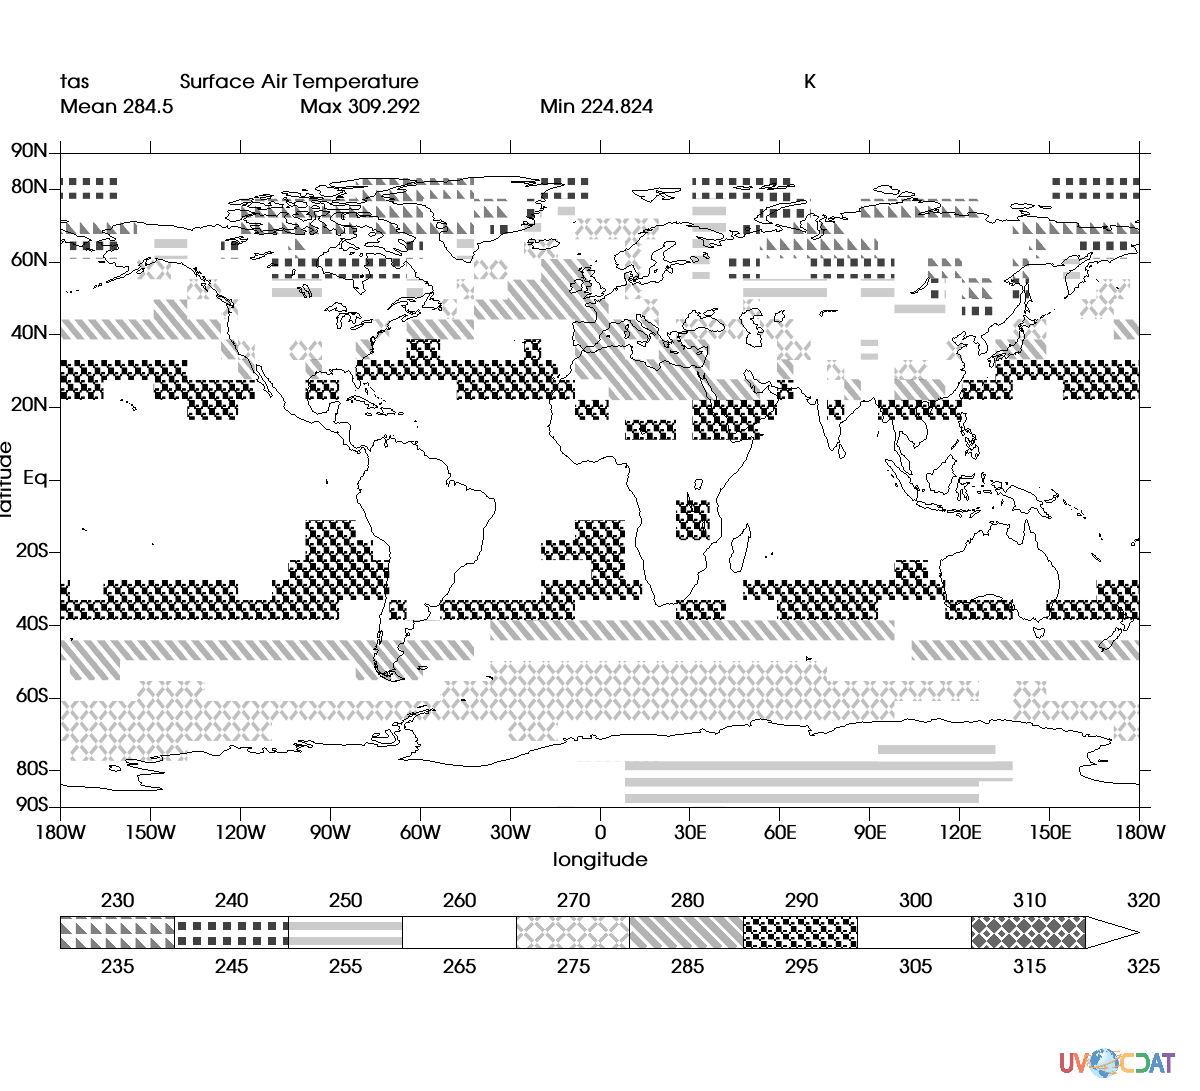 tas Surface Air Temperature K
Mean 284.5 Max 309.292 Min 224.824
90N
80N
60N
40N
20N
Eq
20S
40S
60S
80S
90S
latitude
180W 150W 120W 90W 60W 30W 0 30E 60E 90E 120E 150E 180W
longitude
230 240 250 260 270 280 290 300 310 320
235 245 255 265 275 285 295 305 315 325
UV CDAT